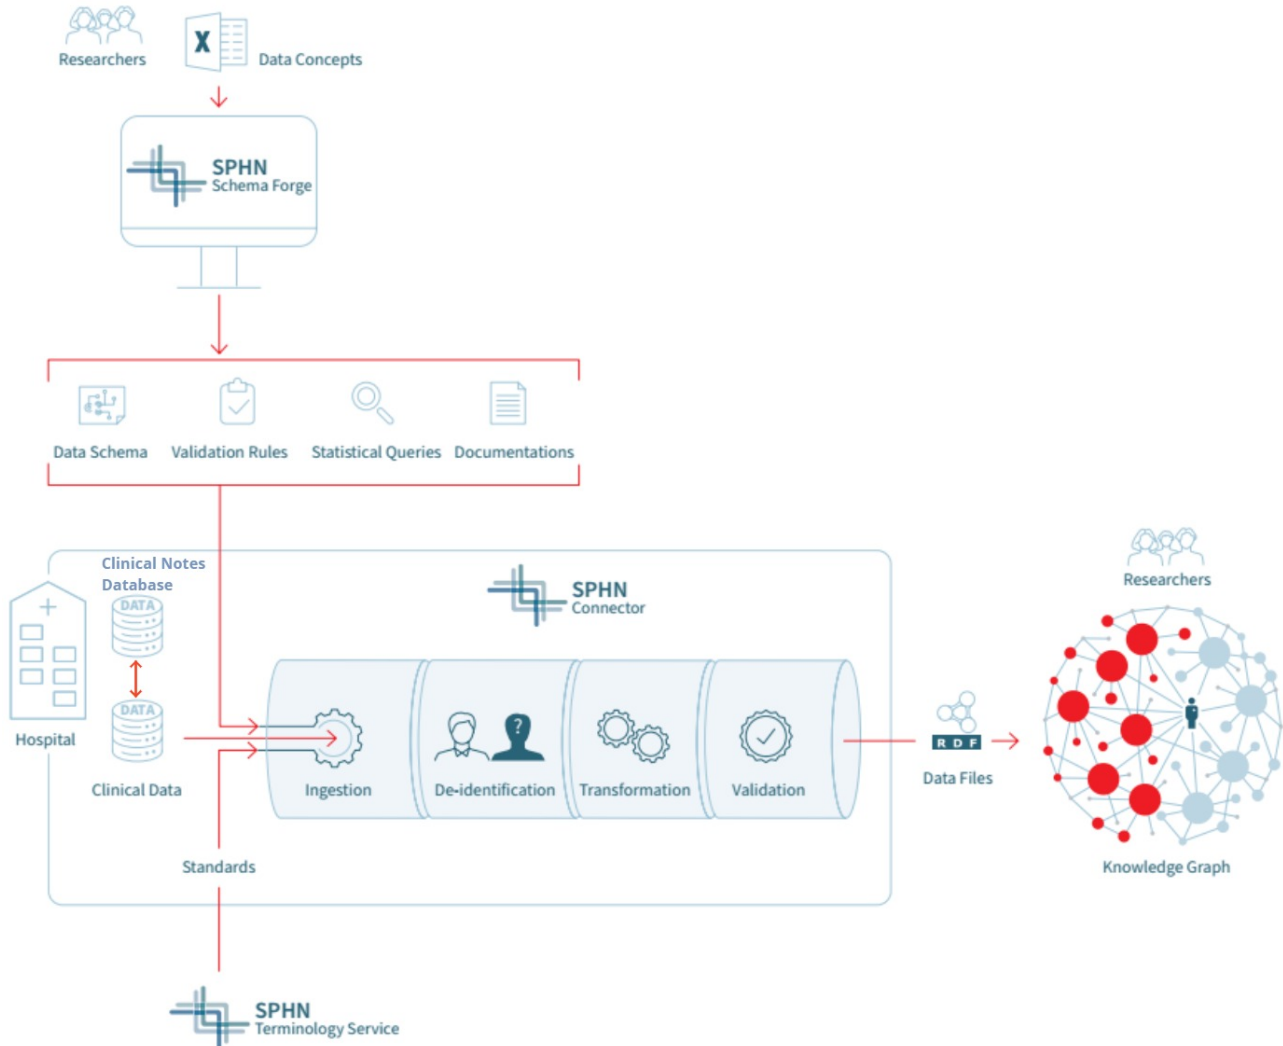 Researchers
Data Concepts
X
SPHN
Schema Forge
Data Schema
Validation Rules
Statistical Queries
Documentations
Clinical Notes
Database
DATA
DATA
Hospital
Clinical Data
SPHN
Connector
?
Ingestion
De-identification
Transformation
Validation
Standards
RDF
Data Files
Researchers
Knowledge Graph
SPHN
Terminology Service